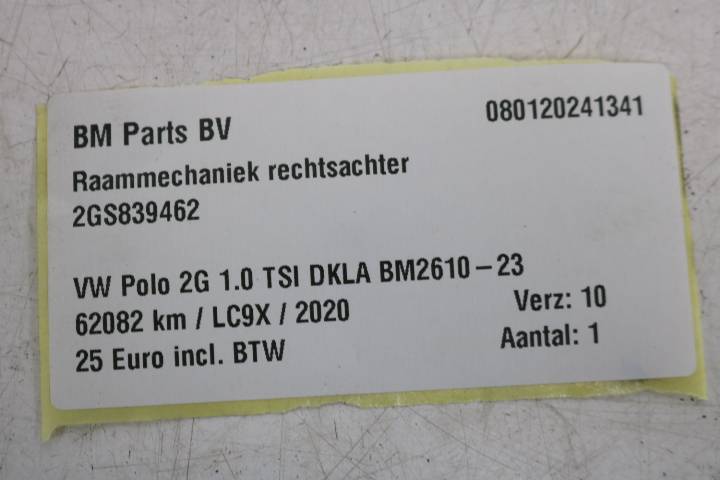 BM Parts BV
080120241341
Raammechaniek rechtsachter
2GS839462
VW Polo 2G 1.0 TSI DKLA BM2610-23
62082 km / LC9X / 2020
Verz: 10
25 Euro incl. BTW
Aantal: 1